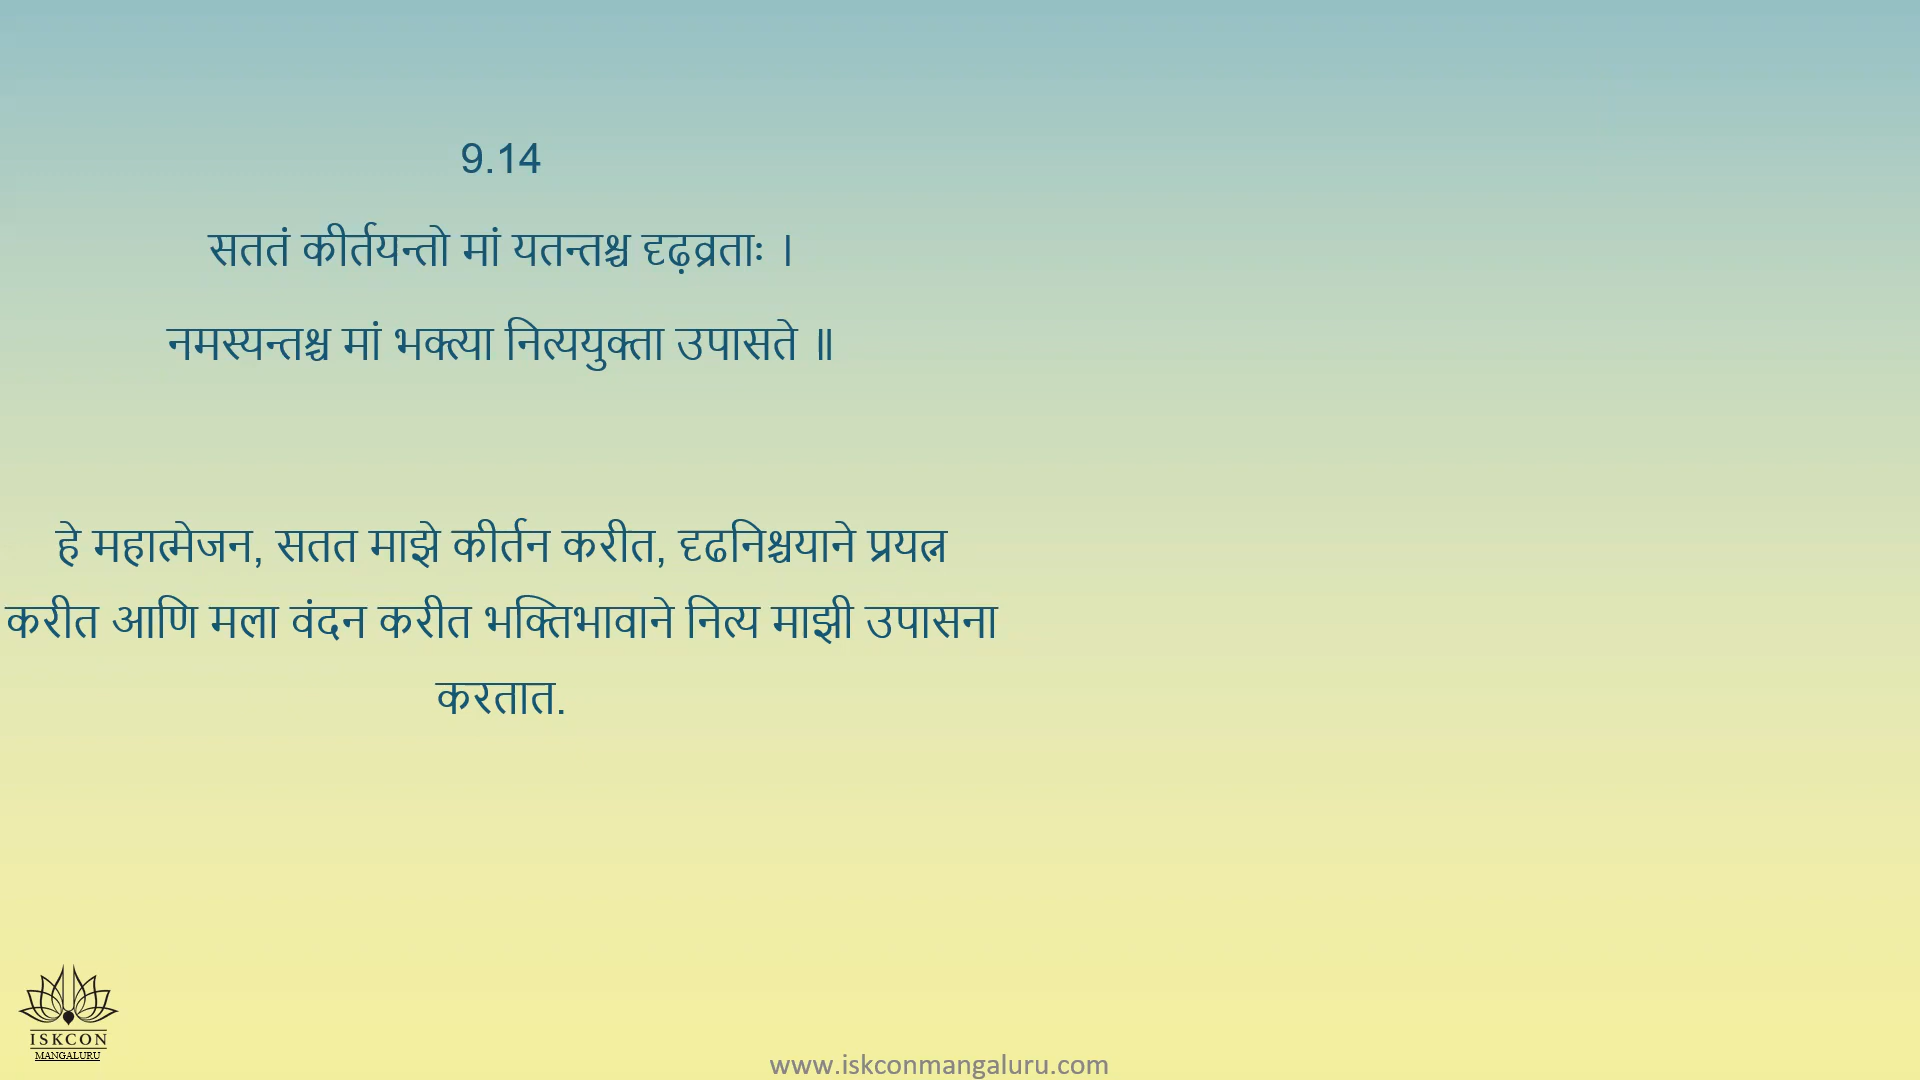 9.14
सततं कीर्तयन्तो मां यतन्तश्च दृढ़व्रताः ।
नमस्यन्तश्च मां भक्त्या नित्ययुक्ता उपासते ॥
हे महात्मेजन, सतत माझे कीर्तन करीत, दृढनिश्चयाने प्रयत्न
करीत आणि मला वंदन करीत भक्तिभावाने नित्य माझी उपासना
करतात.
ISKCON
MANGALURU
www.iskconmangaluru.com